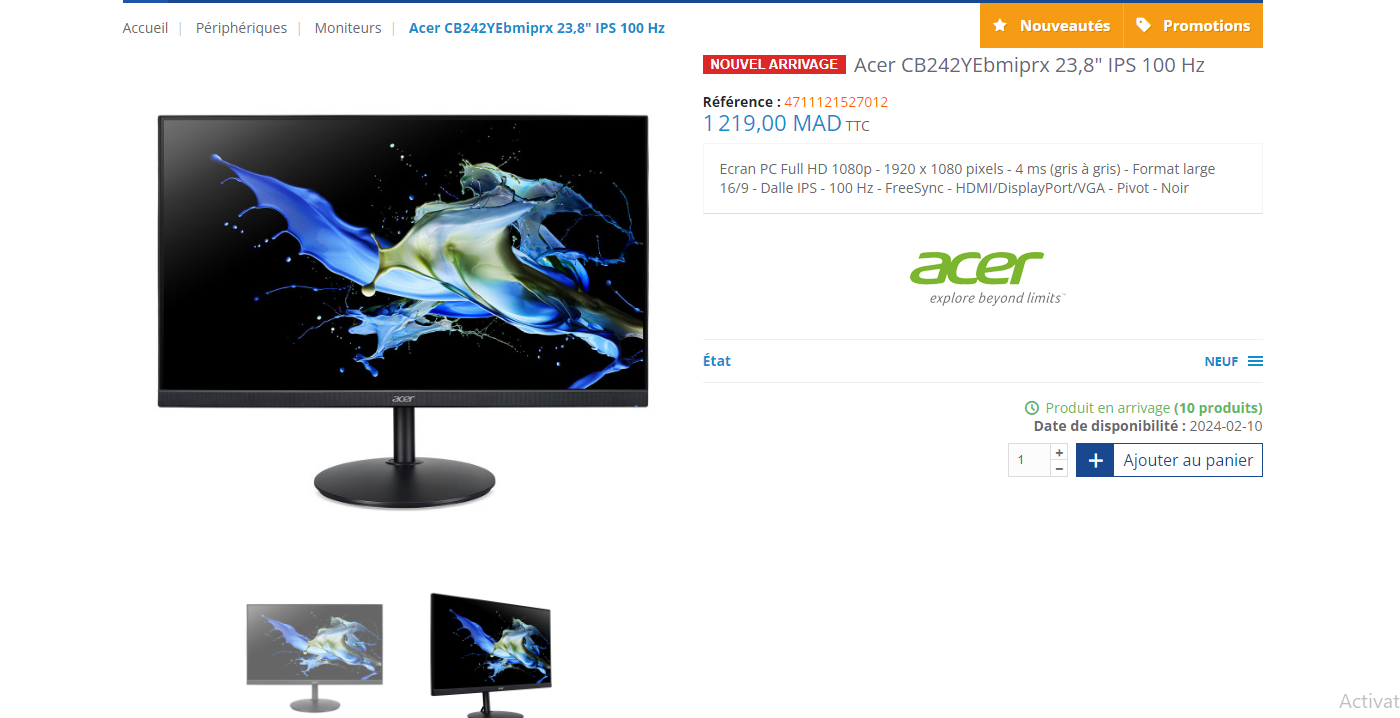 Accueil | Périphériques | Moniteurs | Acer CB242YEbmiprx 23,8" IPS 100 Hz
Nouveautés
Promotions
NOUVEL ARRIVAGE Acer CB242YEbmiprx 23,8" IPS 100 Hz
Référence : 4711121527012
1 219,00 MAD TTC
Ecran PC Full HD 1080p - 1920 x 1080 pixels - 4 ms (gris à gris) - Format large
16/9 - Dalle IPS - 100 Hz - FreeSync - HDMI/DisplayPort/VGA - Pivot - Noir
acer
explore beyond limits™
acer
État
NEUF
Produit en arrivage (10 produits)
Date de disponibilité : 2024-02-10
1
+
−
+ Ajouter au panier
Activat